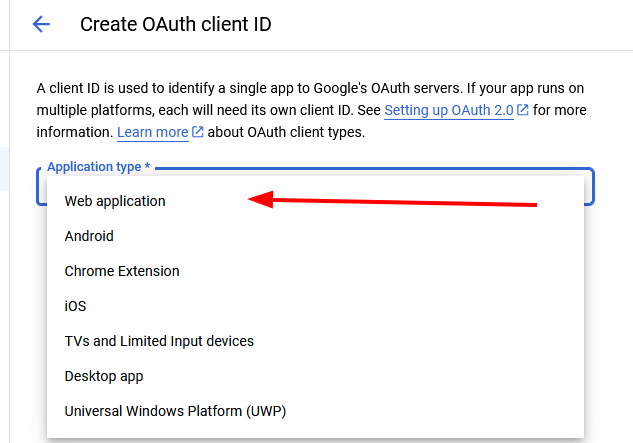 Create OAuth client ID
A client ID is used to identify a single app to Google's OAuth servers. If your app runs on
multiple platforms, each will need its own client ID. See Setting up OAuth 2.0 for more
information. Learn more about OAuth client types.
Application type *
Web application
Android
Chrome Extension
iOS
TVs and Limited Input devices
Desktop app
Universal Windows Platform (UWP)